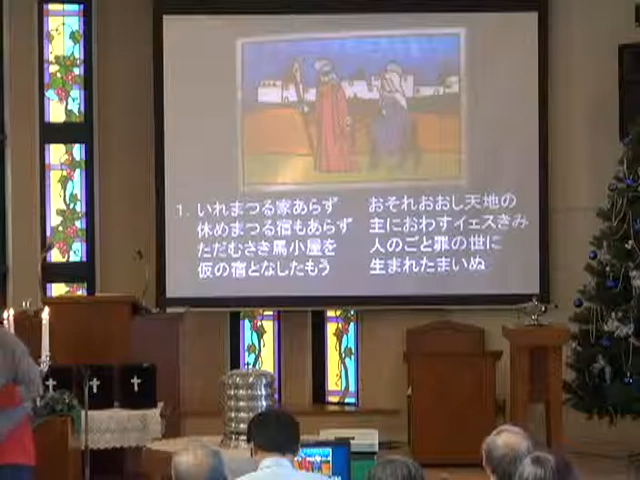 1. いれまつる家あらず
休めまつる宿もあらず
ただむさき馬小屋を
仮の宿となしたもう
おそれおおし天地の
主におわすイェスきみ
人のごと罪の世に
生まれたまいぬ